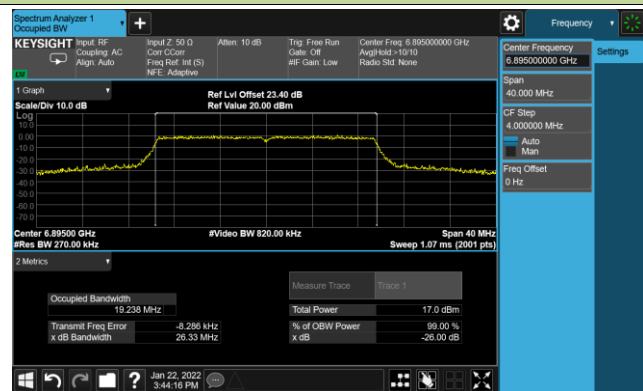 Spectrum Analyzer 1
Occupied BW
Frequency
KEYSIGHT
Input: RF
Coupling: AC
Align: Auto
Input Z: 50 Ω
Corr CCorr
Freq Ref: Int (S)
NFE: Adaptive
Atten: 10 dB
Trig: Free Run
Gate: Off
#IF Gain: Low
Center Freq: 6.895000000 GHz
Avg|Hold:>10/10
Radio Std: None
LXI
1 Graph
Scale/Div 10.0 dB
Ref Lvl Offset 23.40 dB
Ref Value 20.00 dBm
Log
10.0
0.00
-10.0
-20.0
-30.0
-40.0
-50.0
-60.0
-70.0
Center 6.89500 GHz
#Res BW 270.00 kHz
#Video BW 820.00 kHz
Span 40 MHz
Sweep 1.07 ms (2001 pts)
2 Metrics
Measure Trace
Trace 1
Occupied Bandwidth
19.238 MHz
Total Power
17.0 dBm
Transmit Freq Error
-8.286 kHz
% of OBW Power
99.00 %
x dB Bandwidth
26.33 MHz
x dB
-26.00 dB
Jan 22, 2022
3:44:16 PM
Center Frequency
6.895000000 GHz
Settings
Span
40.000 MHz
CF Step
4.000000 MHz
Auto
Man
Freq Offset
0 Hz